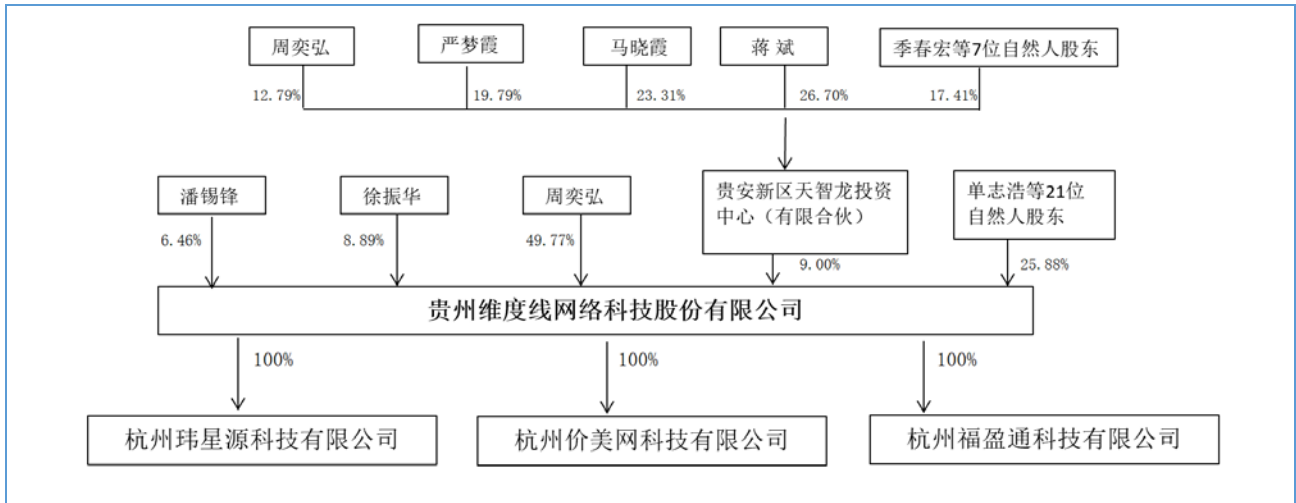 周奕弘
严梦霞
马晓霞
蒋 斌
季春宏等7位自然人股东
12.79%
19.79%
23.31%
26.70%
17.41%
潘锡锋
徐振华
周奕弘
贵安新区天智龙投资
中心（有限合伙）
单志浩等21位
自然人股东
6.46%
8.89%
49.77%
9.00%
25.88%
贵州维度线网络科技股份有限公司
100%
100%
100%
杭州玮星源科技有限公司
杭州价美网科技有限公司
杭州福盈通科技有限公司